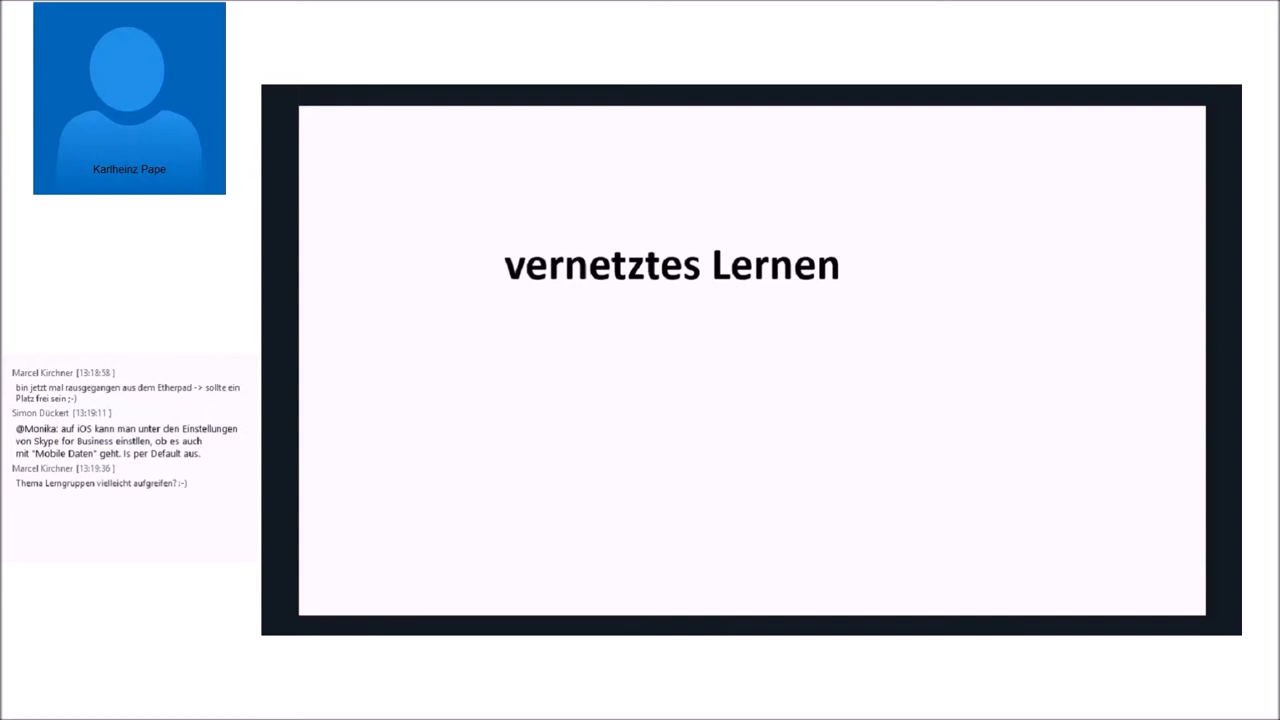 Karlheinz Pape
vernetztes Lernen
Marcel Kirchner [13:18:58 ]
bin jetzt mal rausgegangen aus dem Etherpad -> sollte ein
Platz frei sein ;-)
Simon Dückert [13:19:11 ]
@Monika: auf iOS kann man unter den Einstellungen
von Skype for Business einstllen, ob es auch
mit "Mobile Daten" geht. Is per Default aus.
Marcel Kirchner [13:19:36 ]
Thema Lerngruppen vielleicht aufgreifen? :-)